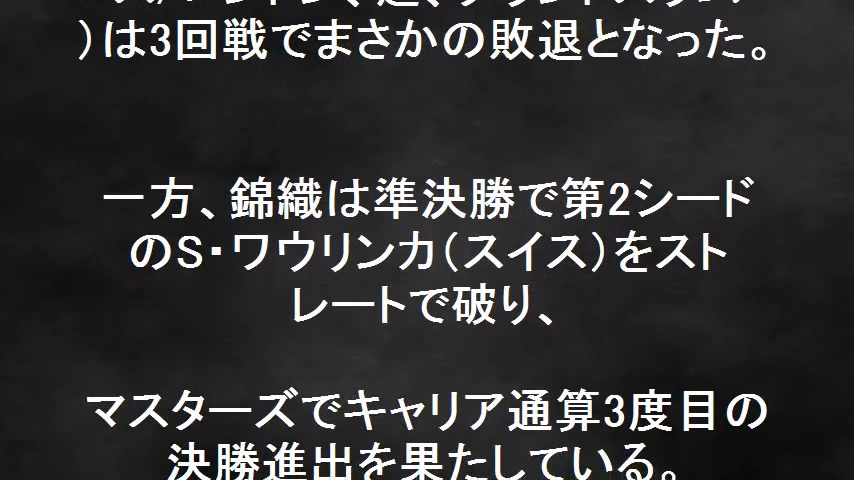 )は3回戦でまさかの敗退となった。
一方、錦織は準決勝で第2シード
のS・ワウリンカ(スイス)をスト
レートで破り、
マスターズでキャリア通算3度目の
決勝進出を果たしている。